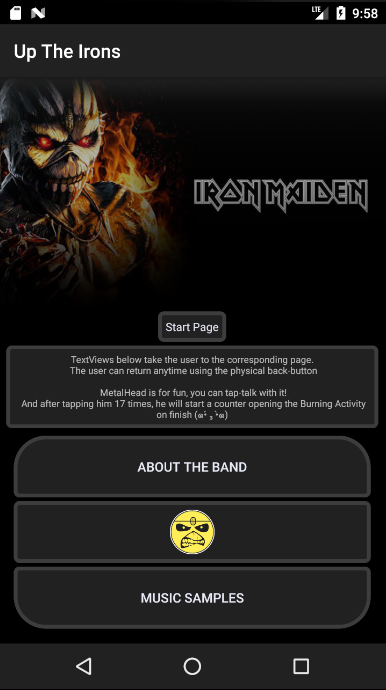 LTE 9:58
Up The Irons
IRON MAIDEN
Start Page
TextViews below take the user to the corresponding page.
The user can return anytime using the physical back-button
MetalHead is for fun, you can tap-talk with it!
And after tapping him 17 times, he will start a counter opening the Burning Activity
on finish
ABOUT THE BAND
MUSIC SAMPLES